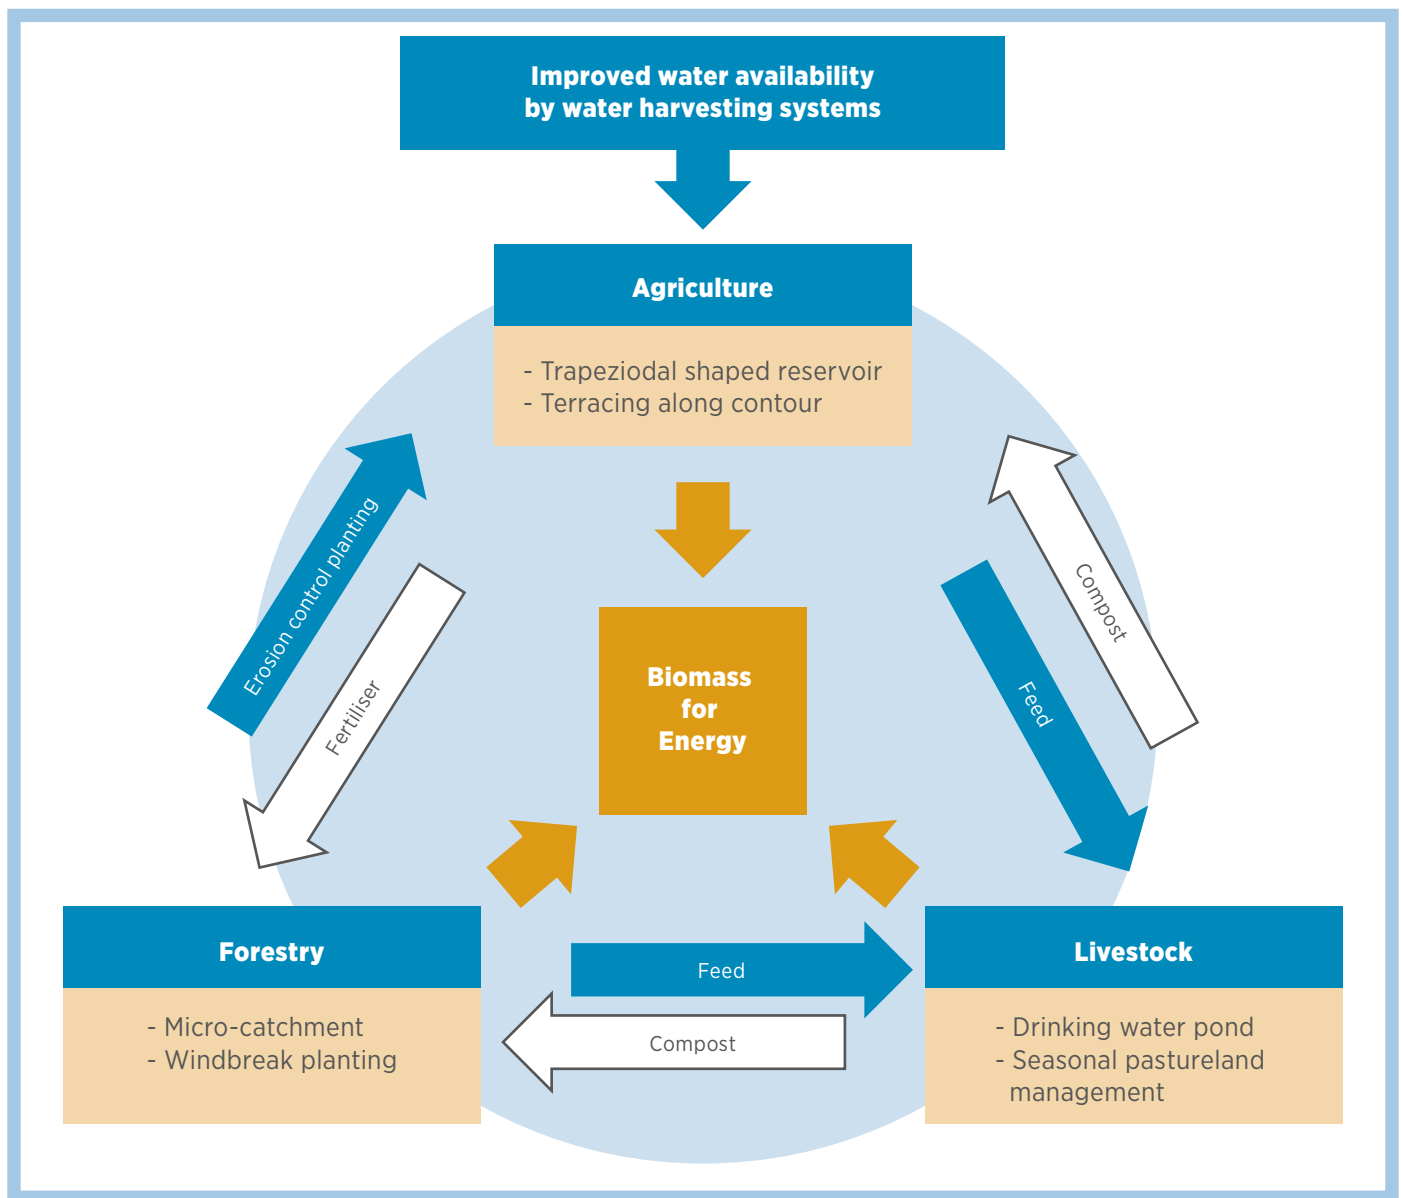 Improved water availability
by water harvesting systems
Agriculture
- Trapeziodal shaped reservoir
- Terracing along contour
Erosion control planting
Fertiliser
Compost
Feed
Biomass
for
Energy
Forestry
- Micro-catchment
- Windbreak planting
Feed
Compost
Livestock
- Drinking water pond
- Seasonal pastureland
management